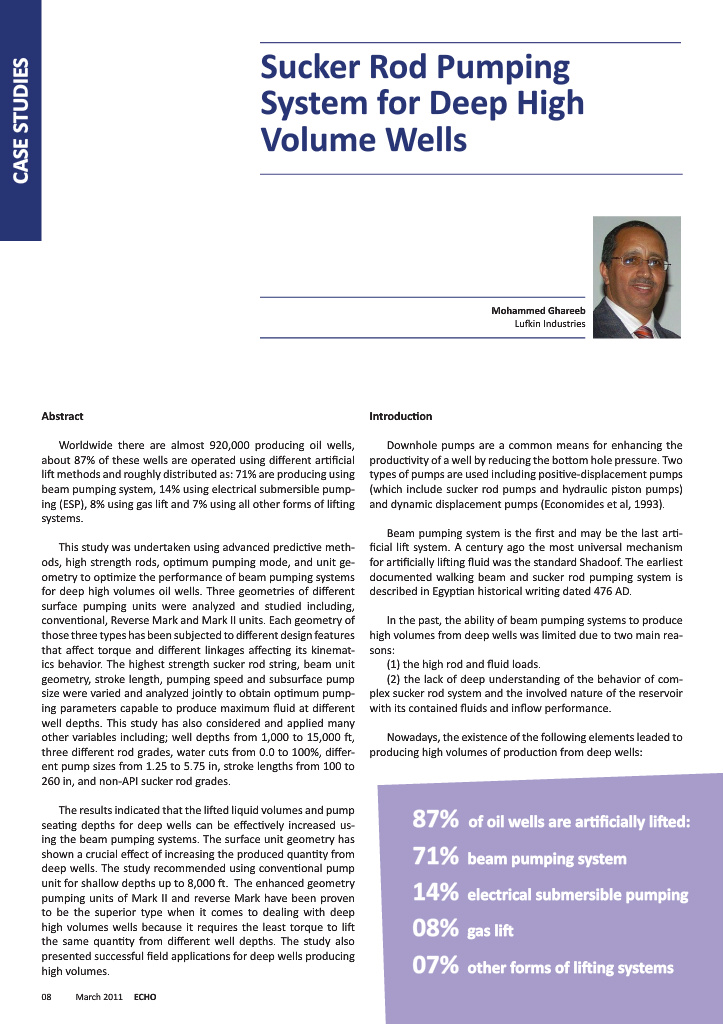 CASE STUDIES
Sucker Rod Pumping
System for Deep High
Volume Wells
Mohammed Ghareeb
Lufkin Industries
Abstract
Worldwide there are almost 920,000 producing oil wells,
about 87% of these wells are operated using different artificial
lift methods and roughly distributed as: 71% are producing using
beam pumping system, 14% using electrical submersible pump-
ing (ESP), 8% using gas lift and 7% using all other forms of lifting
systems.
This study was undertaken using advanced predictive meth-
ods, high strength rods, optimum pumping mode, and unit ge-
ometry to optimize the performance of beam pumping systems
for deep high volumes oil wells. Three geometries of different
surface pumping units were analyzed and studied including,
conventional, Reverse Mark and Mark II units. Each geometry of
those three types has been subjected to different design features
that affect torque and different linkages affecting its kinemat-
ics behavior. The highest strength sucker rod string, beam unit
geometry, stroke length, pumping speed and subsurface pump
size were varied and analyzed jointly to obtain optimum pump-
ing parameters capable to produce maximum fluid at different
well depths. This study has also considered and applied many
other variables including; well depths from 1,000 to 15,000 ft,
three different rod grades, water cuts from 0.0 to 100%, differ-
ent pump sizes from 1.25 to 5.75 in, stroke lengths from 100 to
260 in, and non-API sucker rod grades.
The results indicated that the lifted liquid volumes and pump
seating depths for deep wells can be effectively increased us-
ing the beam pumping systems. The surface unit geometry has
shown a crucial effect of increasing the produced quantity from
deep wells. The study recommended using conventional pump
unit for shallow depths up to 8,000 ft. The enhanced geometry
pumping units of Mark II and reverse Mark have been proven
to be the superior type when it comes to dealing with deep
high volumes wells because it requires the least torque to lift
the same quantity from different well depths. The study also
presented successful field applications for deep wells producing
high volumes.
Introduction
Downhole pumps are a common means for enhancing the
productivity of a well by reducing the bottom hole pressure. Two
types of pumps are used including positive-displacement pumps
(which include sucker rod pumps and hydraulic piston pumps)
and dynamic displacement pumps (Economides et al, 1993).
Beam pumping system is the first and may be the last arti-
ficial lift system. A century ago the most universal mechanism
for artificially lifting fluid was the standard Shadoof. The earliest
documented walking beam and sucker rod pumping system is
described in Egyptian historical writing dated 476 AD.
In the past, the ability of beam pumping systems to produce
high volumes from deep wells was limited due to two main rea-
sons:
(1) the high rod and fluid loads.
(2) the lack of deep understanding of the behavior of com-
plex sucker rod system and the involved nature of the reservoir
with its contained fluids and inflow performance.
Nowadays, the existence of the following elements leaded to
producing high volumes of production from deep wells:
87% of oil wells are artificially lifted:
71% beam pumping system
14% electrical submersible pumping
08% gas lift
07% other forms of lifting systems
08 March 2011 ECHO